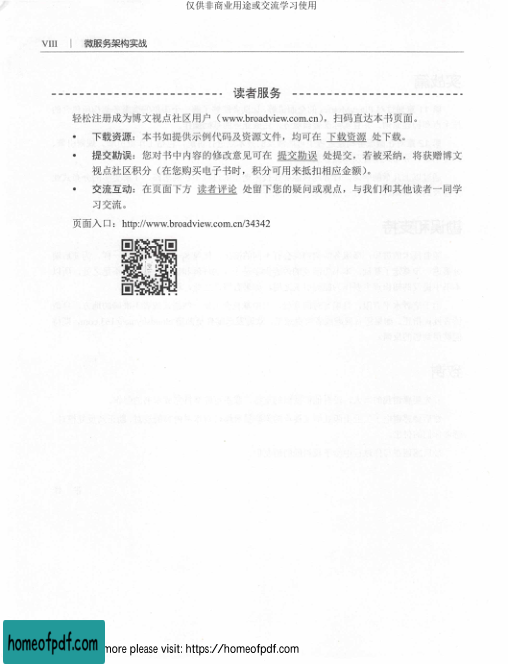 仅供非商业用途或交流学习使用
VIII | 微服务架构实战
读者服务
轻松注册成为博文视点社区用户（www.broadview.com.cn），扫码直达本书页面。
• 下载资源：本书如提供示例代码及资源文件，均可在 下载资源 处下载。
• 提交勘误：您对书中内容的修改意见可在 提交勘误 处提交，若被采纳，将获赠博文
视点社区积分（在您购买电子书时，积分可用来抵扣相应金额）。
• 交流互动：在页面下方 读者评论 处留下您的疑问或观点，与我们和其他读者一同学
习交流。
页面入口：http://www.broadview.com.cn/34342
homeofpdf.com more please visit: https://homeofpdf.com